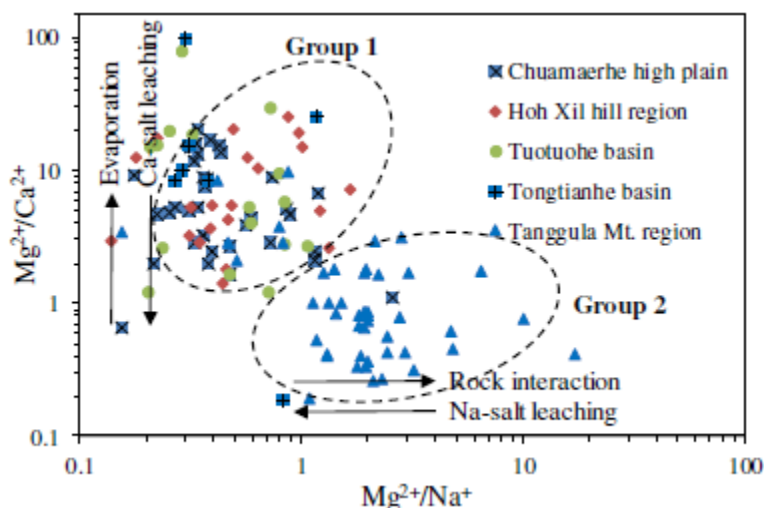 100
10
1
0.1
Mg²⁺/Ca²⁺
Evaporation
Ca-salt leaching
Group 1
Chuamaerhe high plain
Hoh Xil hill region
Tuotuohe basin
Tongtianhe basin
Tanggula Mt. region
Group 2
Rock interaction
Na-salt leaching
0.1
1
10
100
Mg²⁺/Na⁺